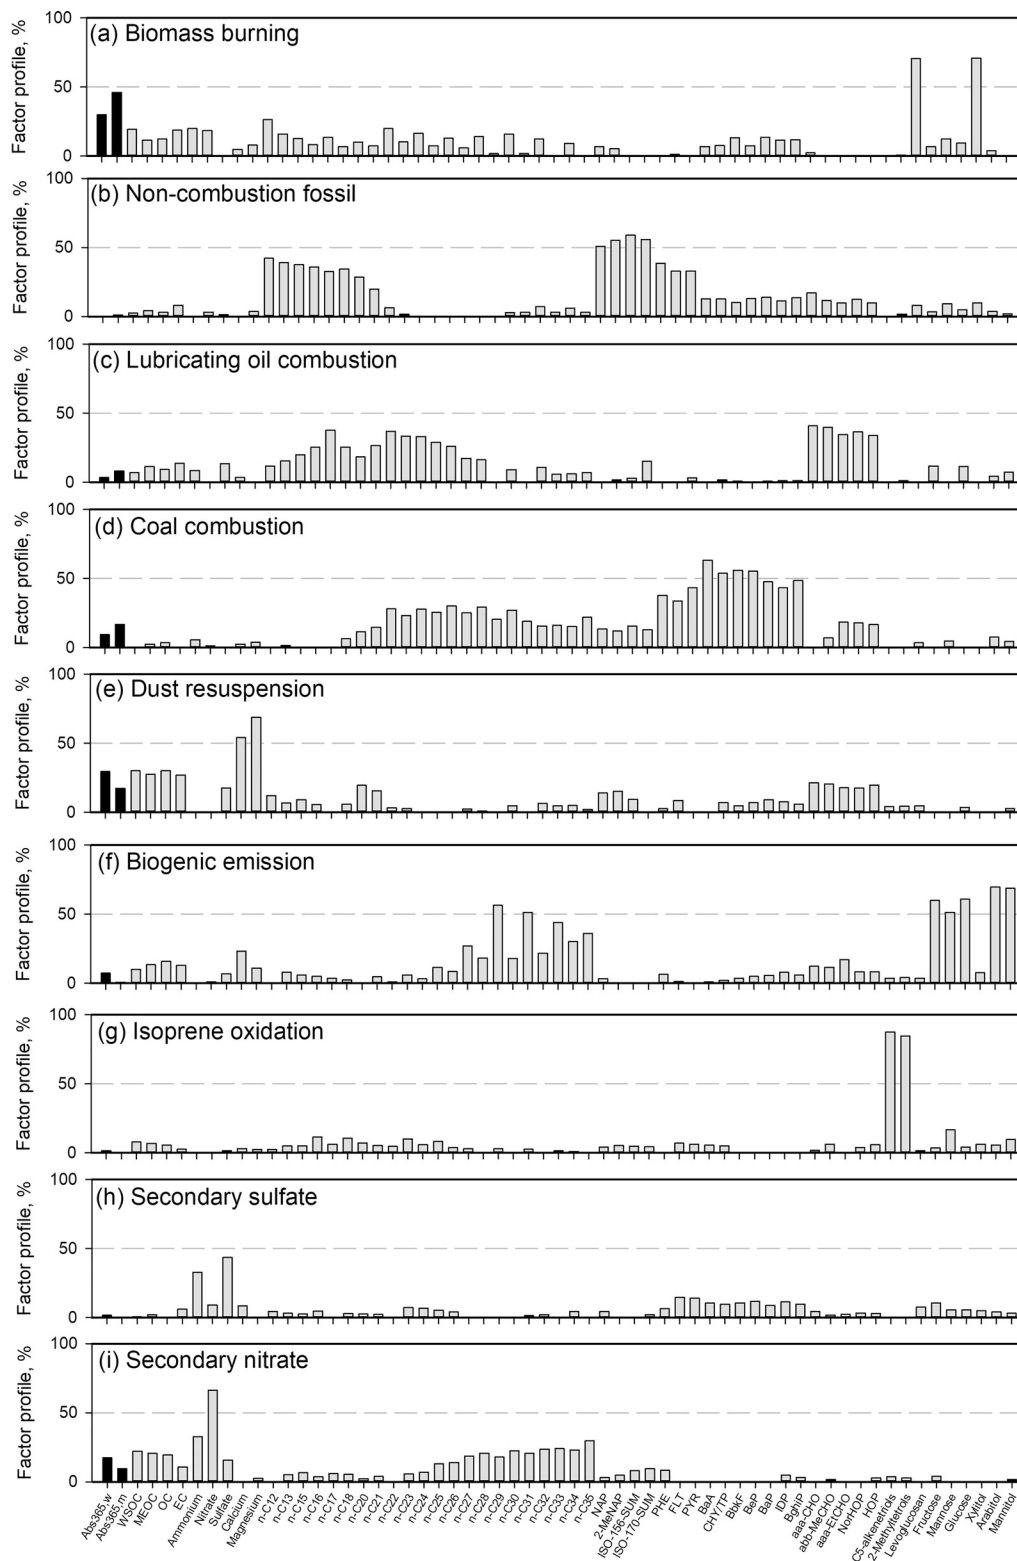 Factor profile, %
100
(a) Biomass burning
50
0
Factor profile, %
100
(b) Non-combustion fossil
50
0
Factor profile, %
100
(c) Lubricating oil combustion
50
0
Factor profile, %
100
(d) Coal combustion
50
0
Factor profile, %
100
(e) Dust resuspension
50
0
Factor profile, %
100
(f) Biogenic emission
50
0
Factor profile, %
100
(g) Isoprene oxidation
50
0
Factor profile, %
100
(h) Secondary sulfate
50
0
Factor profile, %
100
(i) Secondary nitrate
50
0
Abs365,w
Abs365,m
WSOC
MEOC
OC
EC
Ammonium
Nitrate
Sulfate
Calcium
Magnesium
n-C12
n-C13
n-C15
n-C16
n-C17
n-C18
n-C20
n-C21
n-C22
n-C23
n-C24
n-C25
n-C26
n-C27
n-C28
n-C29
n-C30
n-C31
n-C32
n-C33
n-C34
n-C35
NAP
2-MeNAP
ISO-156-SUM
ISO-170-SUM
PHE
FLT
PYR
BaA
CHY/TP
BbkF
BeP
BaP
IDP
BghiP
aaa-CHO
abb-MeCHO
aaa-EtCHO
NorHOP
HOP
C5-alkenetrols
2-Methyltetrols
Levoglucosan
Fructose
Mannose
Glucose
Xylitol
Arabitol
Mannitol